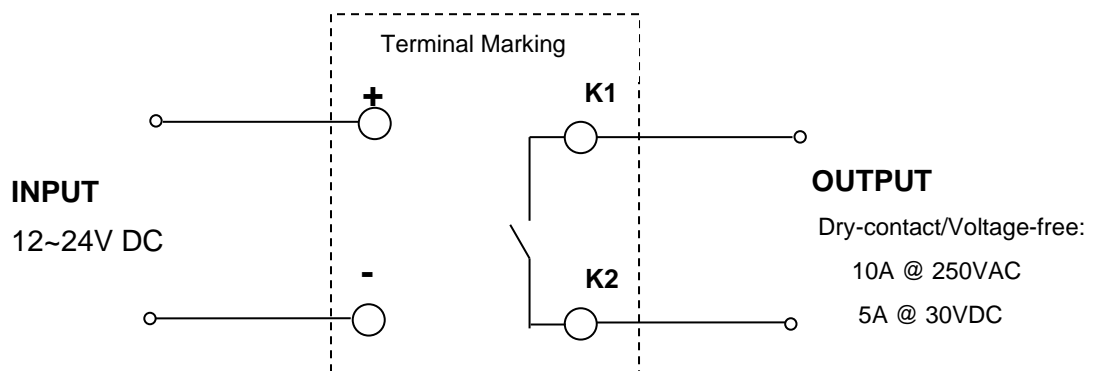 Terminal Marking
+
K1
INPUT
12~24V DC
OUTPUT
Dry-contact/Voltage-free:
10A @ 250VAC
5A @ 30VDC
-
K2